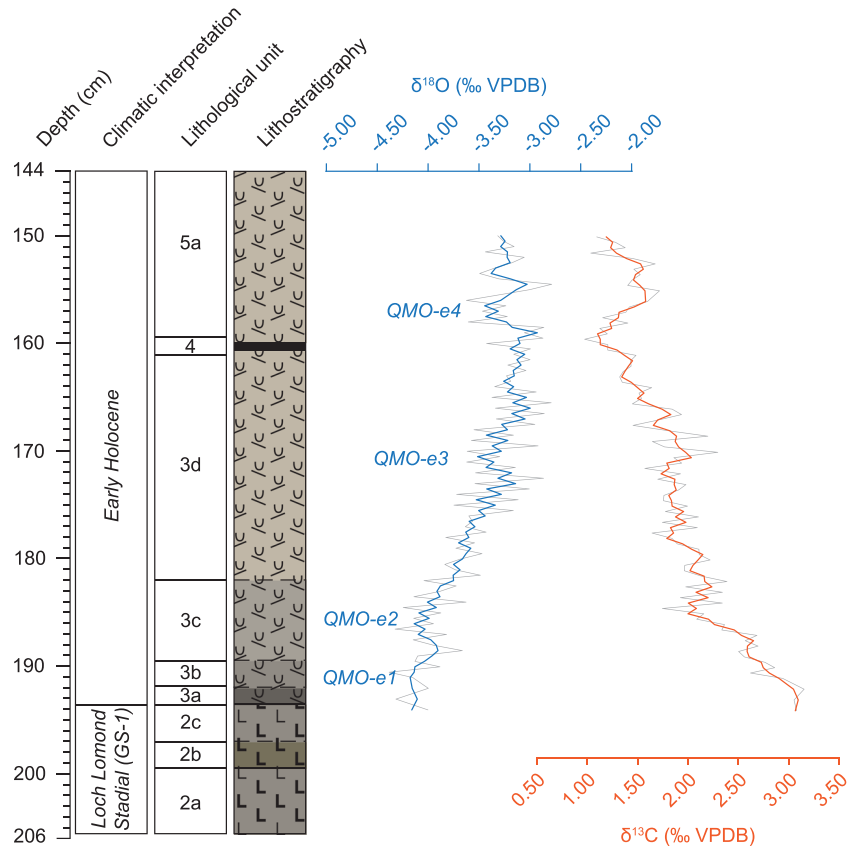 Depth (cm)
Climatic interpretation
Lithological unit
Lithostratigraphy
δ18O (‰ VPDB)
-5.00
-4.50
-4.00
-3.50
-3.00
-2.50
-2.00
144
150
160
170
180
190
200
206
Early Holocene
Loch Lomond
Stadial (GS-1)
5a
4
3d
3c
3b
3a
2c
2b
2a
QMO-e4
QMO-e3
QMO-e2
QMO-e1
0.50
1.00
1.50
2.00
2.50
3.00
3.50
δ13C (‰ VPDB)